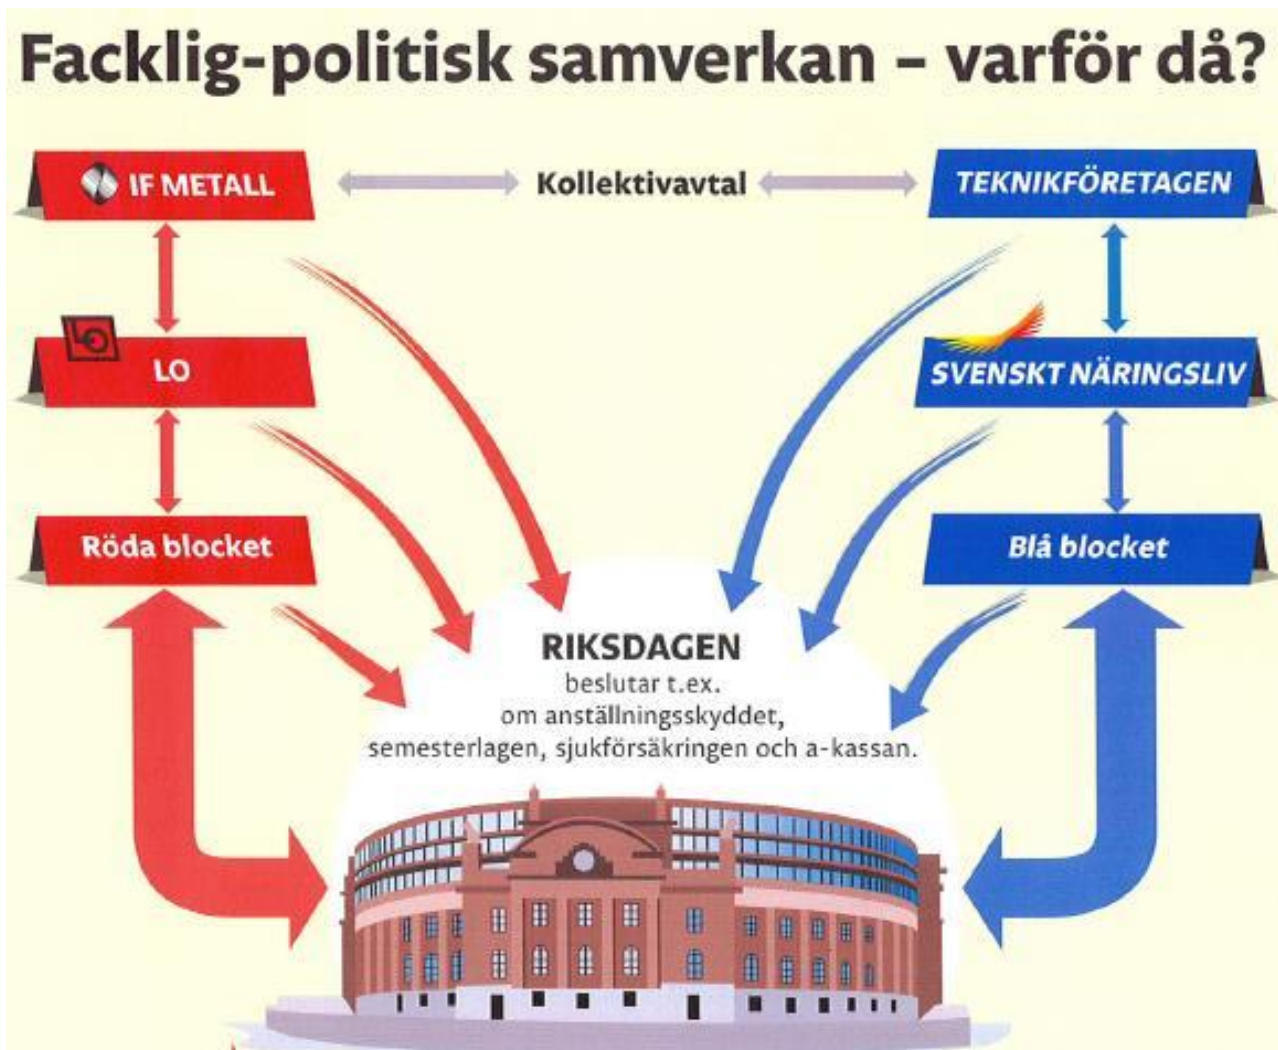 Facklig-politisk samverkan – varför då?
IF METALL
Kollektivavtal
TEKNIKFÖRETAGEN
LO
LO
SVENSKT NÄRINGSLIV
Röda blocket
Blå blocket
RIKSDAGEN
beslutar t.ex.
om anställningsskyddet,
semesterlagen, sjukförsäkringen och a-kassan.